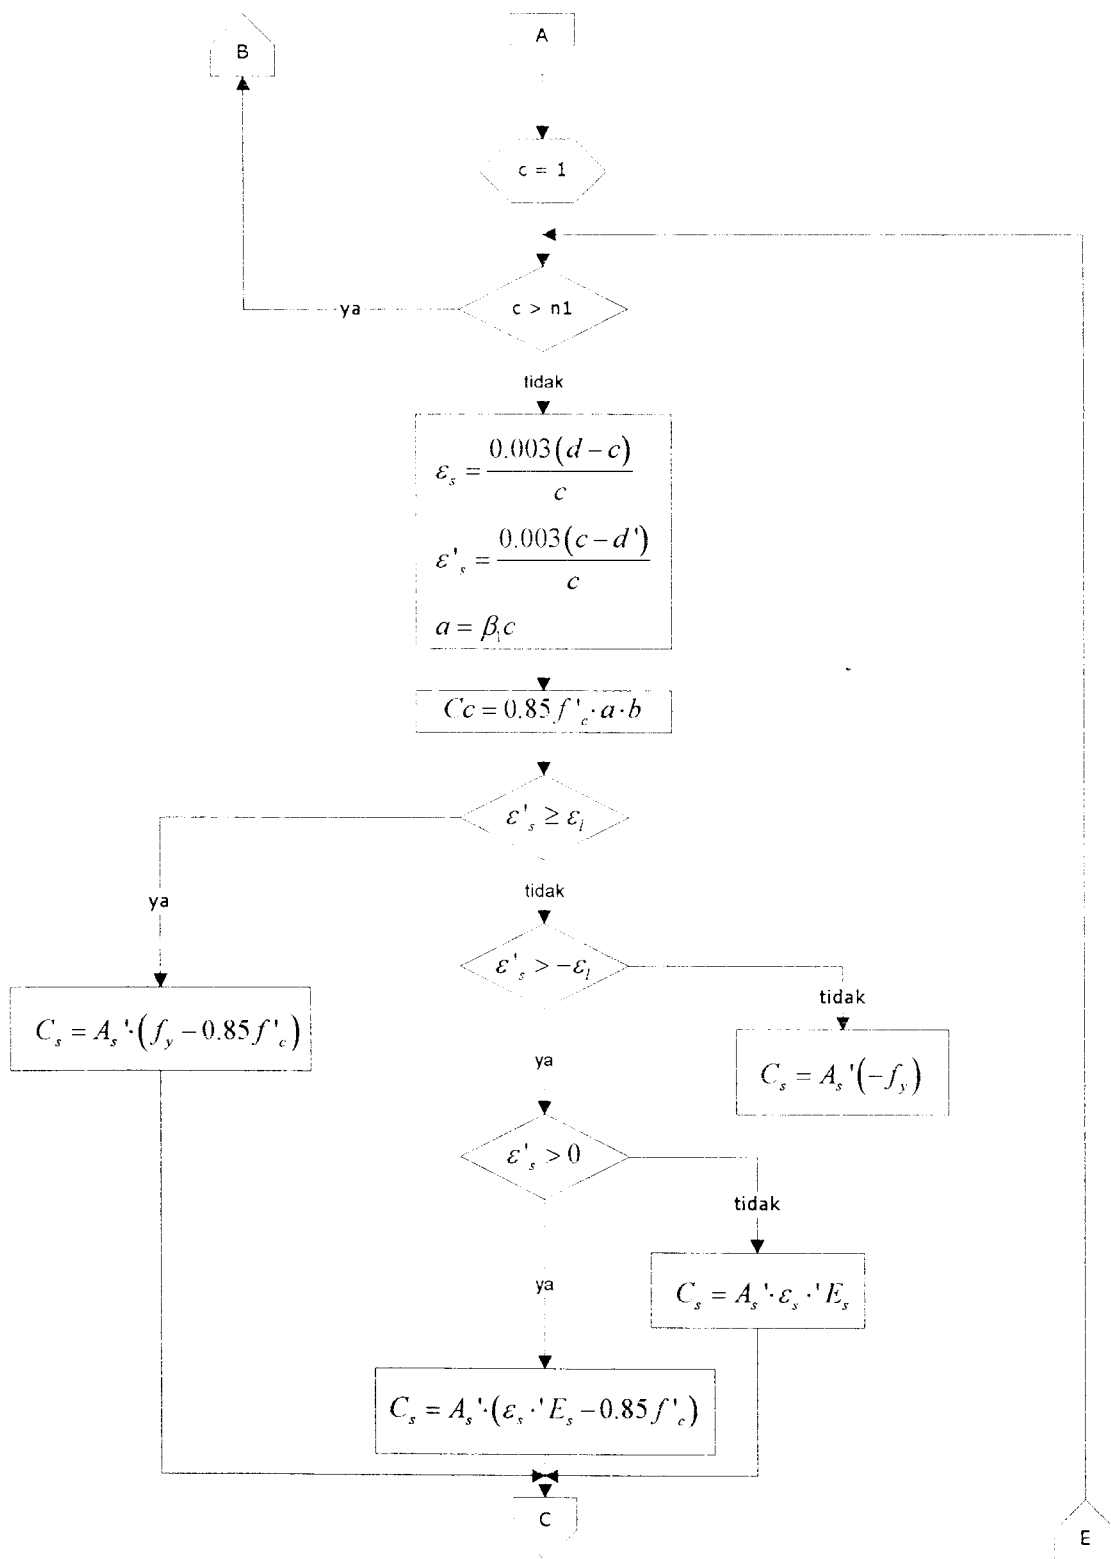 B
A
c = 1
c > n1
ya
tidak
ε_s = 0.003(d − c) / c
ε'_s = 0.003(c − d') / c
a = β₁c
Cc = 0.85 f'_c · a · b
ε'_s ≥ ε_l
ya
tidak
ε'_s > −ε_l
tidak
C_s = A_s'·(f_y − 0.85 f'_c)
C_s = A_s'(−f_y)
ya
ε'_s > 0
tidak
ya
C_s = A_s'·ε_s·'E_s
C_s = A_s'·(ε_s·'E_s − 0.85 f'_c)
C
E